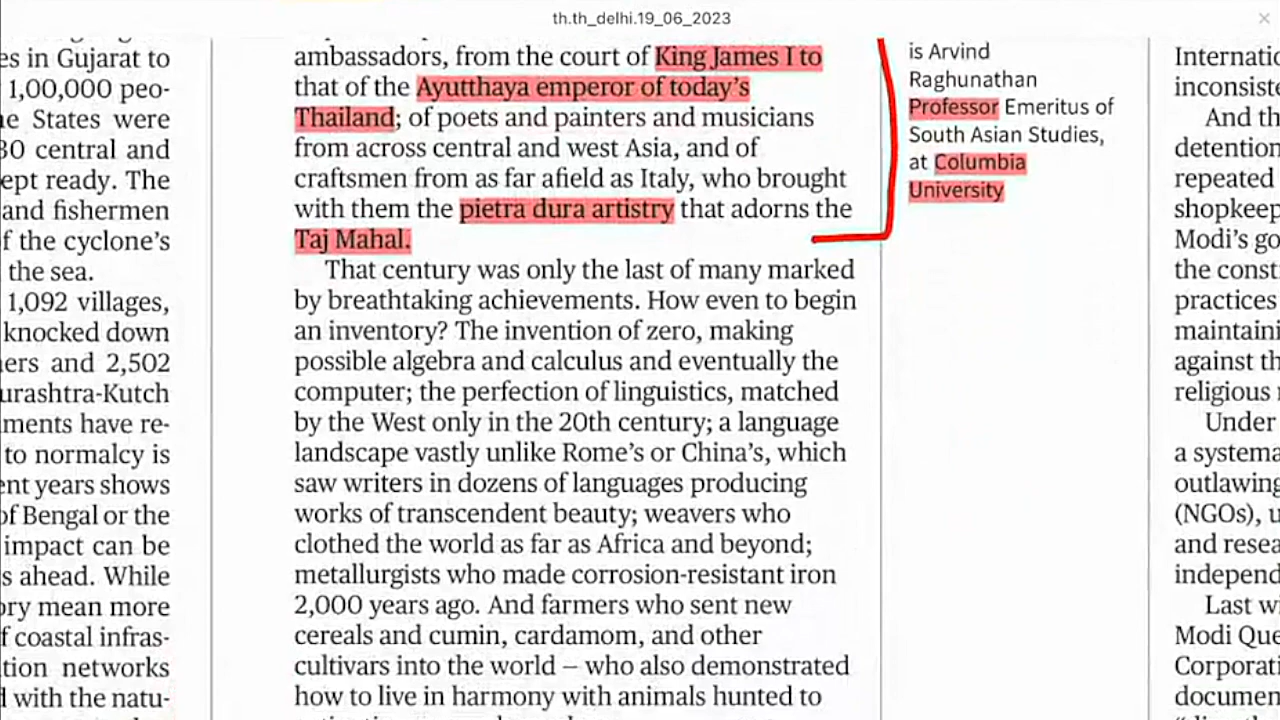 th.th_delhi.19_06_2023
es in Gujarat to
1,00,000 peo-
e States were
30 central and
ept ready. The
and fishermen
f the cyclone's
the sea.
1,092 villages,
knocked down
ers and 2,502
urashtra-Kutch
ments have re-
to normalcy is
ent years shows
of Bengal or the
impact can be
s ahead. While
ory mean more
f coastal infras-
tion networks
d with the natu-
ambassadors, from the court of King James I to
that of the Ayutthaya emperor of today's
Thailand; of poets and painters and musicians
from across central and west Asia, and of
craftsmen from as far afield as Italy, who brought
with them the pietra dura artistry that adorns the
Taj Mahal.
That century was only the last of many marked
by breathtaking achievements. How even to begin
an inventory? The invention of zero, making
possible algebra and calculus and eventually the
computer; the perfection of linguistics, matched
by the West only in the 20th century; a language
landscape vastly unlike Rome's or China's, which
saw writers in dozens of languages producing
works of transcendent beauty; weavers who
clothed the world as far as Africa and beyond;
metallurgists who made corrosion-resistant iron
2,000 years ago. And farmers who sent new
cereals and cumin, cardamom, and other
cultivars into the world – who also demonstrated
how to live in harmony with animals hunted to
is Arvind
Raghunathan
Professor Emeritus of
South Asian Studies,
at Columbia
University
Internatio
inconsiste
And th
detention
repeated
shopkeep
Modi's go
the consti
practices
maintaini
against th
religious
Under
a systema
outlawing
(NGOs), u
and resea
independ
Last wi
Modi Que
Corporati
document